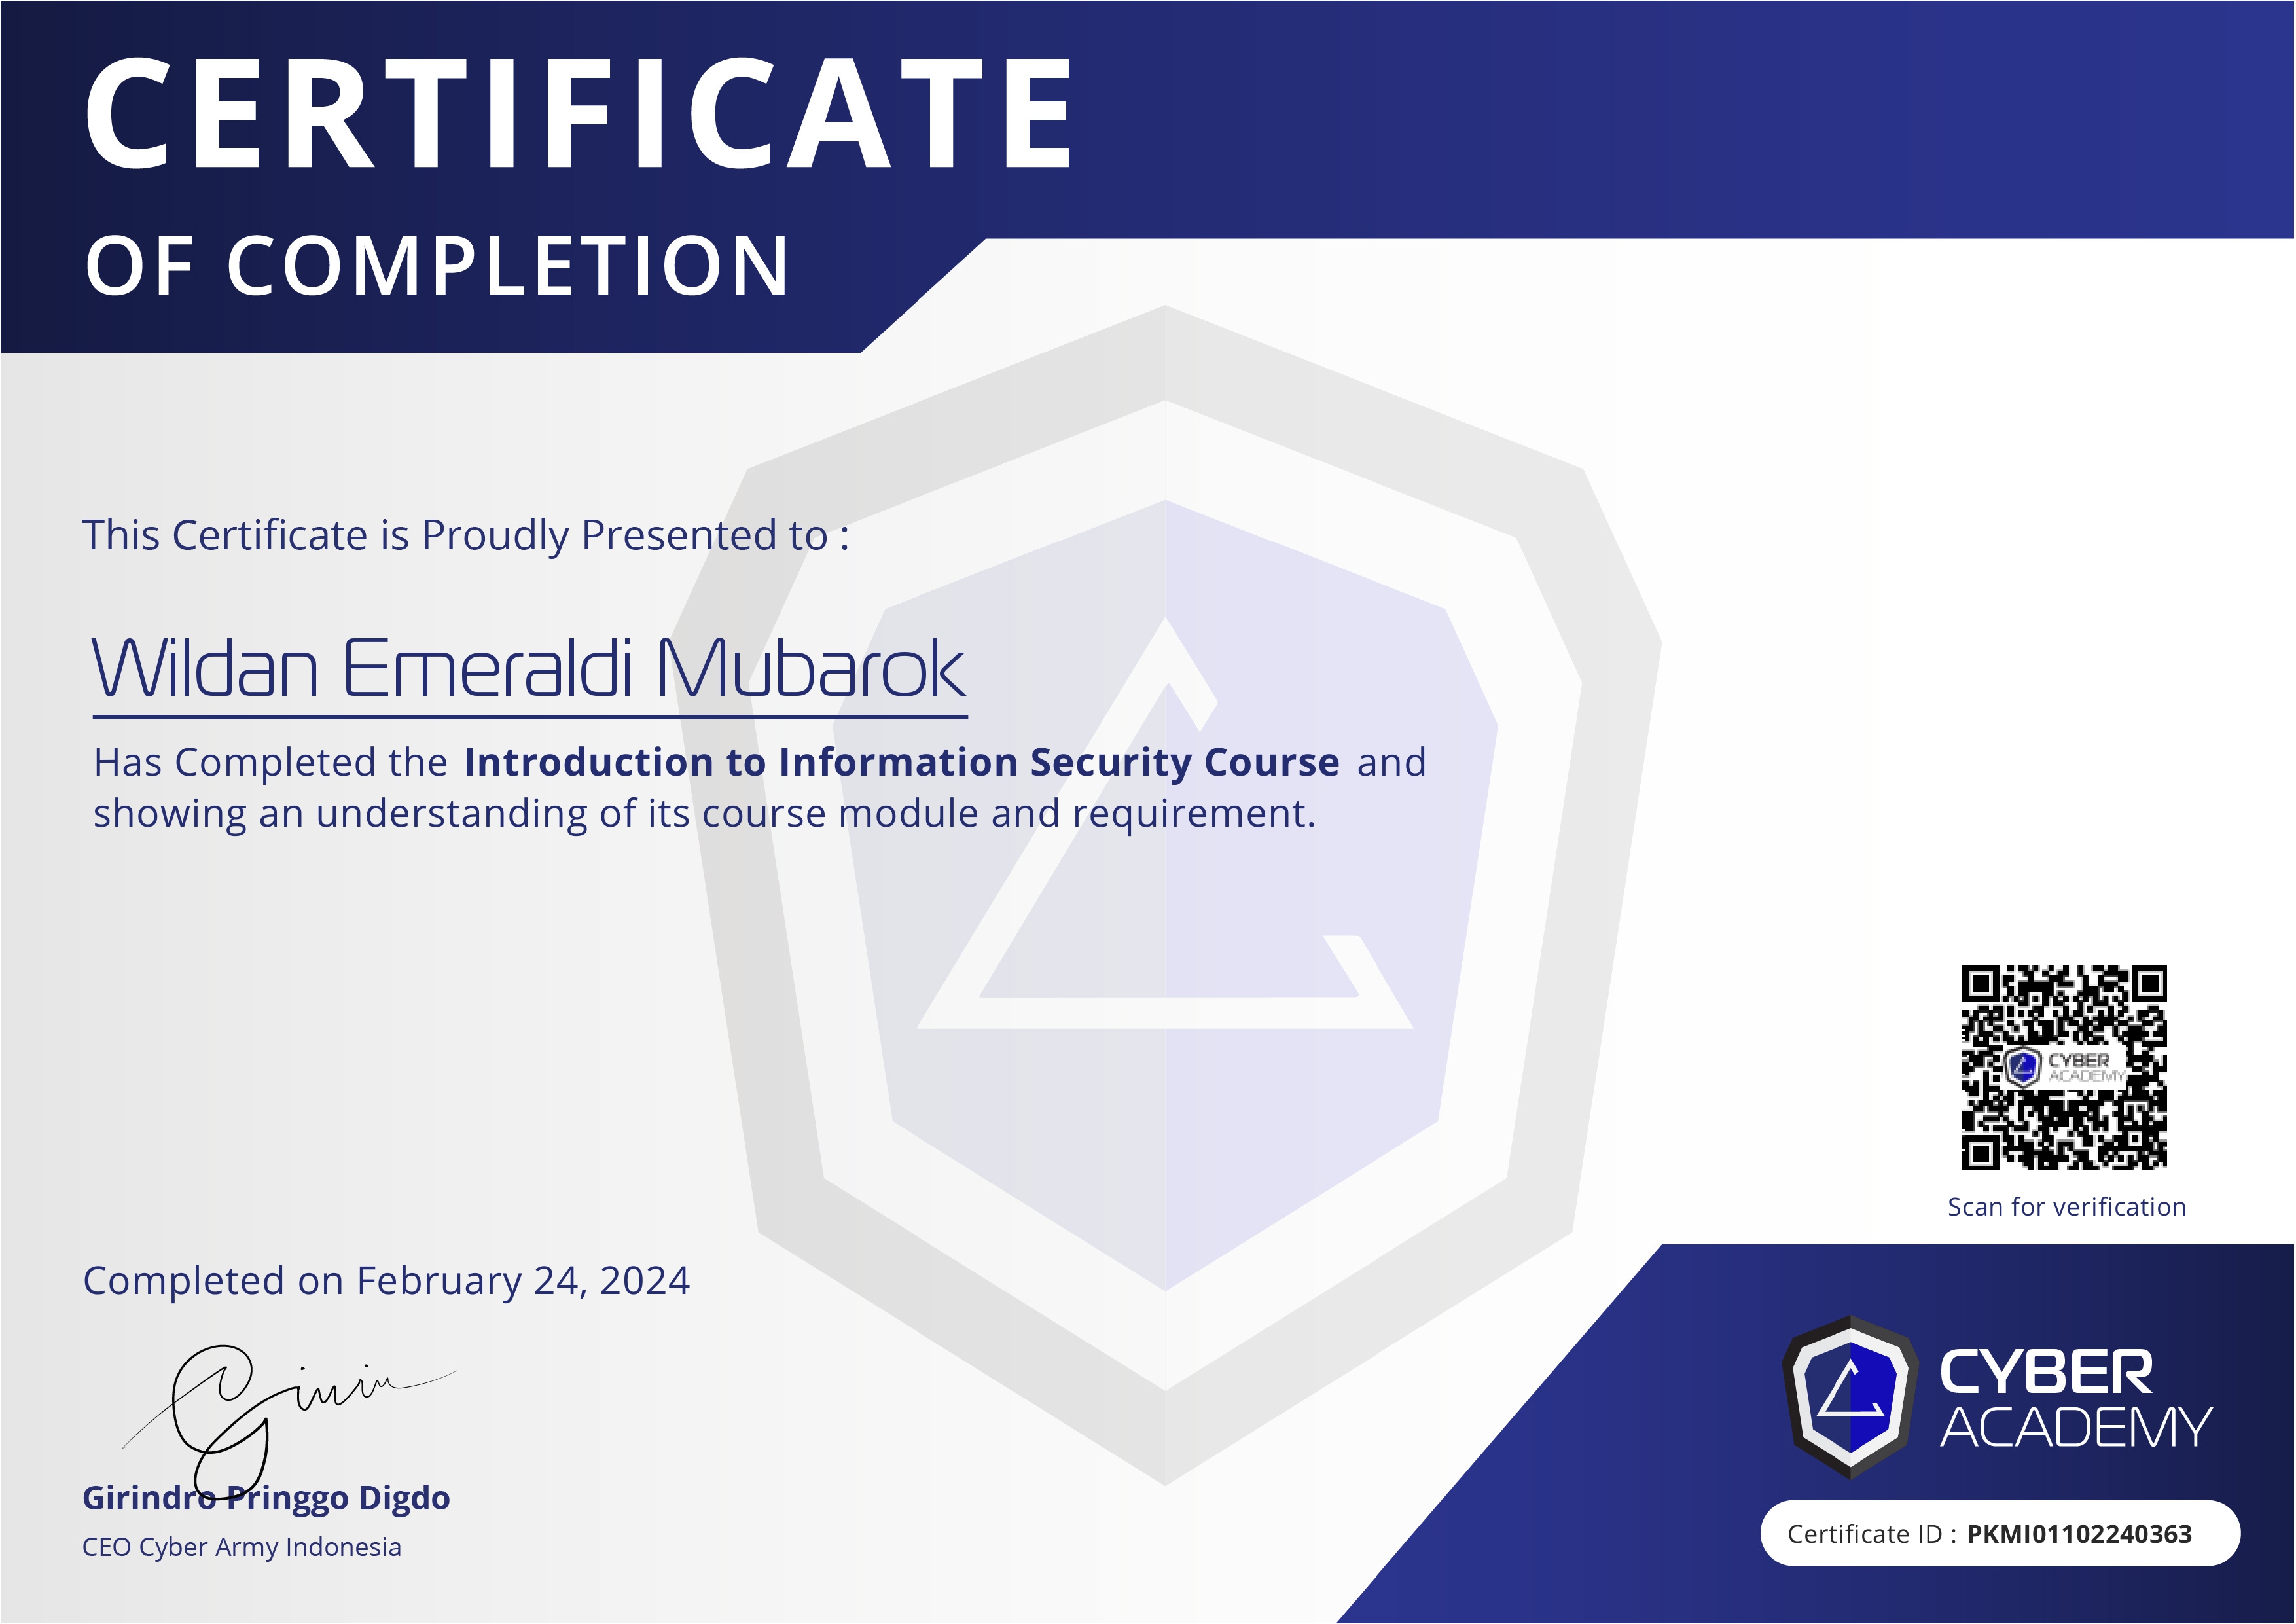 CERTIFICATE
OF COMPLETION
This Certificate is Proudly Presented to :
Wildan Emeraldi Mubarok
Has Completed the Introduction to Information Security Course and
showing an understanding of its course module and requirement.
CYBER
ACADEMY
Scan for verification
Completed on February 24, 2024
Girindro Pringgo Digdo
CEO Cyber Army Indonesia
CYBER
ACADEMY
Certificate ID : PKMI01102240363